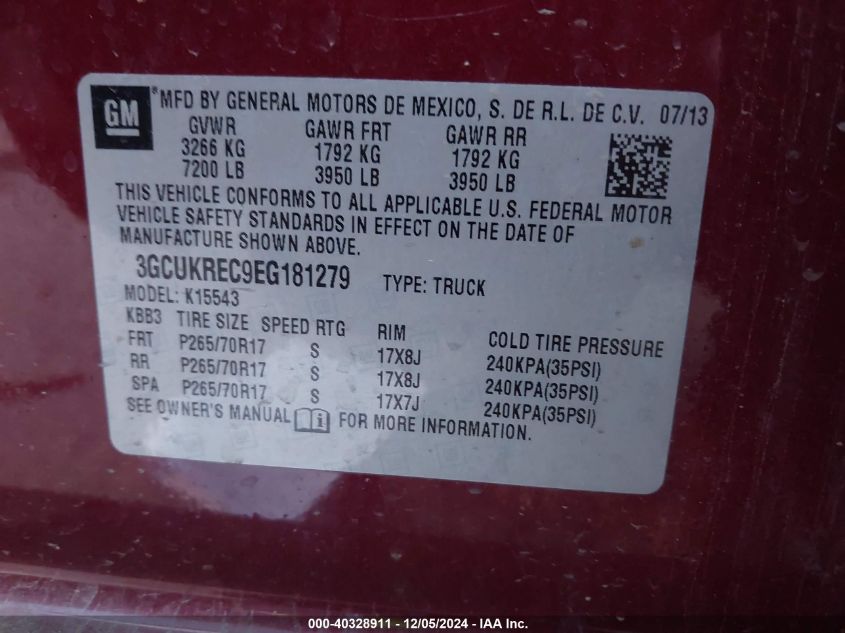 GM ®MFD BY GENERAL MOTORS DE MEXICO, S. DE R.L. DE C.V. 07/13
GVWR GAWR FRT GAWR RR
3266 KG 1792 KG 1792 KG
7200 LB 3950 LB 3950 LB
THIS VEHICLE CONFORMS TO ALL APPLICABLE U.S. FEDERAL MOTOR
VEHICLE SAFETY STANDARDS IN EFFECT ON THE DATE OF
MANUFACTURE SHOWN ABOVE.
3GCUKREC9EG181279 TYPE: TRUCK
MODEL: K15543
KBB3 TIRE SIZE SPEED RTG RIM COLD TIRE PRESSURE
FRT P265/70R17 S 17X8J 240KPA(35PSI)
RR P265/70R17 S 17X8J 240KPA(35PSI)
SPA P265/70R17 S 17X7J 240KPA(35PSI)
SEE OWNER'S MANUAL FOR MORE INFORMATION.
000-40328911 - 12/05/2024 - IAA Inc.